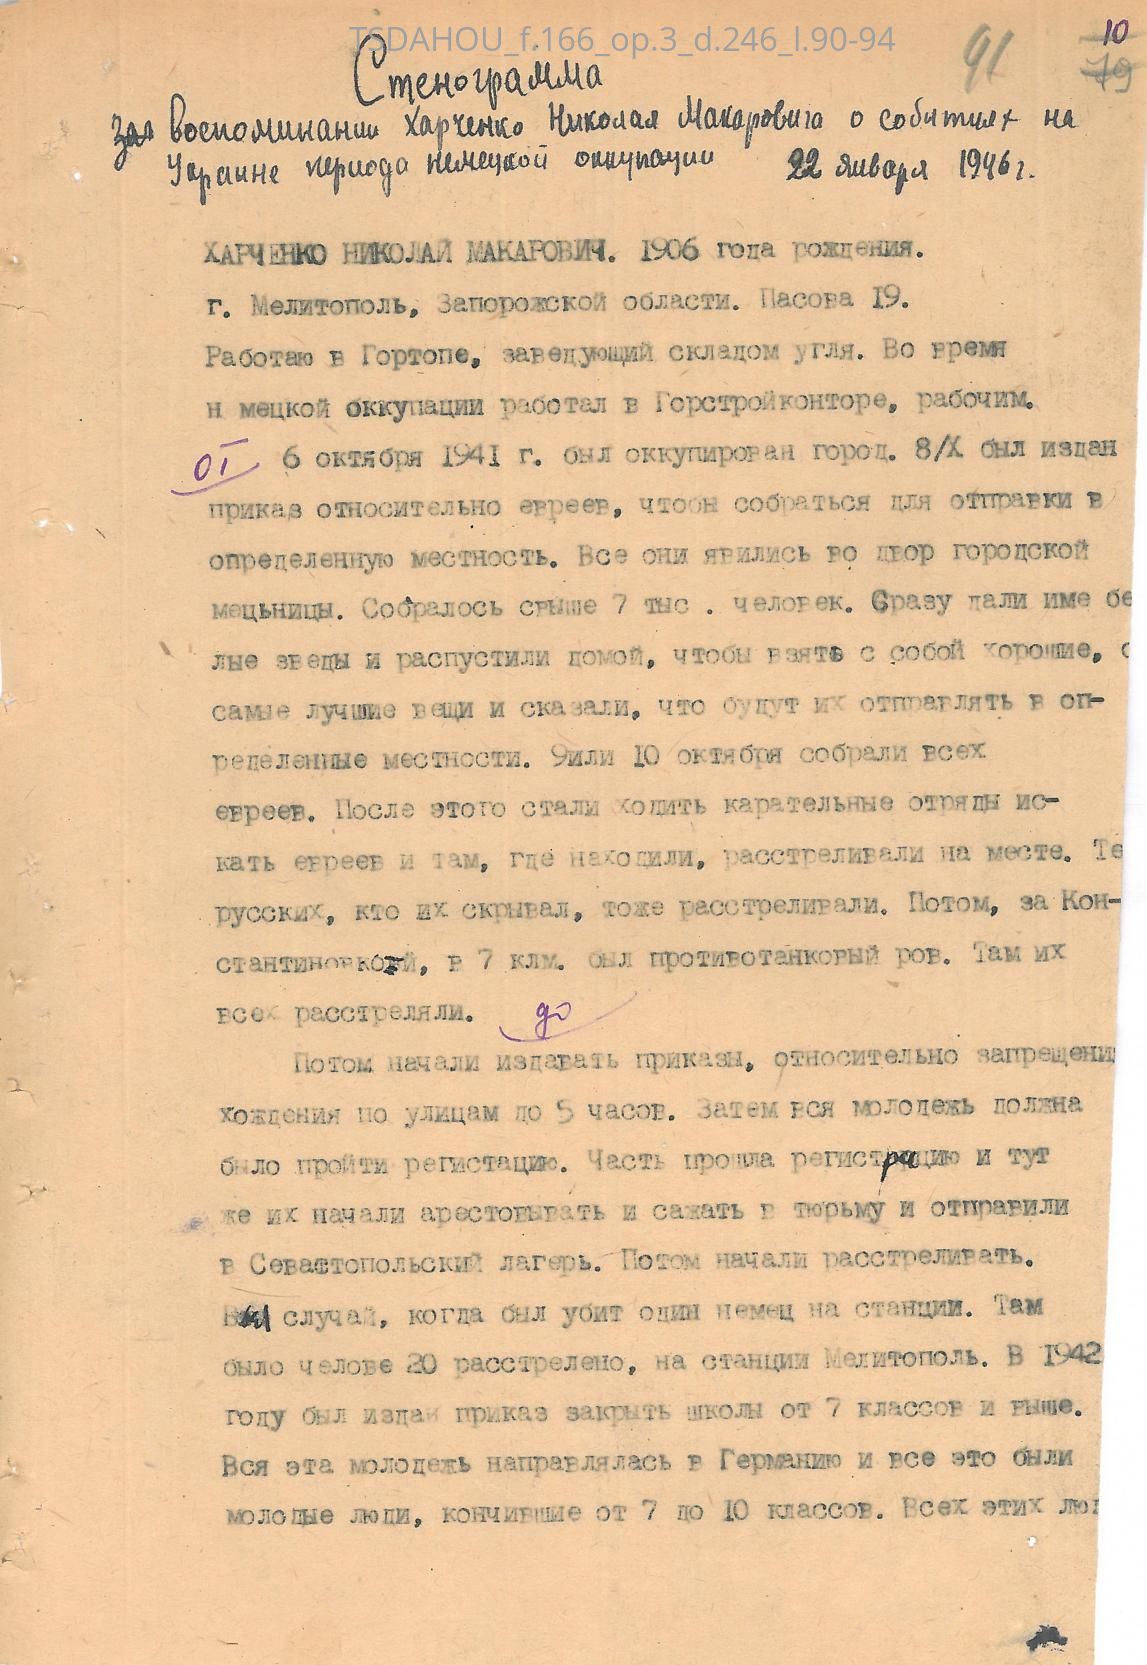 TSDAHOU_f.166_op.3_d.246_l.90-94
10
91
79
Стенограмма
воспоминании Харченко Николая Макаровича о событиях на
Украине периода немецкой оккупации 22 января 1946 г.
ХАРЧЕНКО НИКОЛАЙ МАКАРОВИЧ. 1906 года рождения.
г. Мелитополь, Запорожской области. Пасова 19.
Работаю в Гортопе, заведующий складом угля. Во время
н мецкой оккупации работал в Горстройконторе, рабочим.
от 6 октября 1941 г. был оккупирован город. 8/Х был издан
приказ относительно евреев, чтобы собраться для отправки в
определенную местность. Все они явились во двор городской
мецьницы. Собралось свыше 7 тыс . человек. Сразу дали име бе
лые зведы и распустили домой, чтобы взять с собой хорошие, с
самые лучшие вещи и сказали, что будут их отправлять в оп-
ределенные местности. 9или 10 октября собрали всех
евреев. После этого стали ходить карательные отряды ис-
кать евреев и там, где находили, расстреливали на месте. Те
русских, кто их скрывал, тоже расстреливали. Потом, за Кон-
стантиновкой, в 7 клм. был противотанковый ров. Там их
всех расстреляли. до
Потом начали издавать приказы, относительно запрещени
хождения по улицам до 5 часов. Затем вся молодежь должна
было пройти регистацию. Часть прошла регистрацию и тут
же их начали арестовывать и сажать в тюрьму и отправили
в Севастопольский лагерь. Потом начали расстреливать.
случай, когда был убит один немец на станции. Там
было челове 20 расстрелено, на станции Мелитополь. В 1942
году был издан приказ закрыть школы от 7 классов и выше.
Вся эта молодежь направлялась в Германию и все это были
молодые люди, кончившие от 7 до 10 классов. Всех этих люд